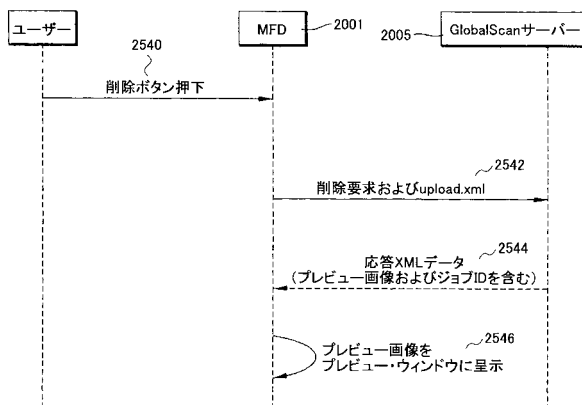 ユーザー
MFD
2001
2005
GlobalScanサーバー
2540
削除ボタン押下
2542
削除要求およびupload.xml
2544
応答XMLデータ
(プレビュー画像およびジョブIDを含む)
2546
プレビュー画像を
プレビュー・ウィンドウに呈示